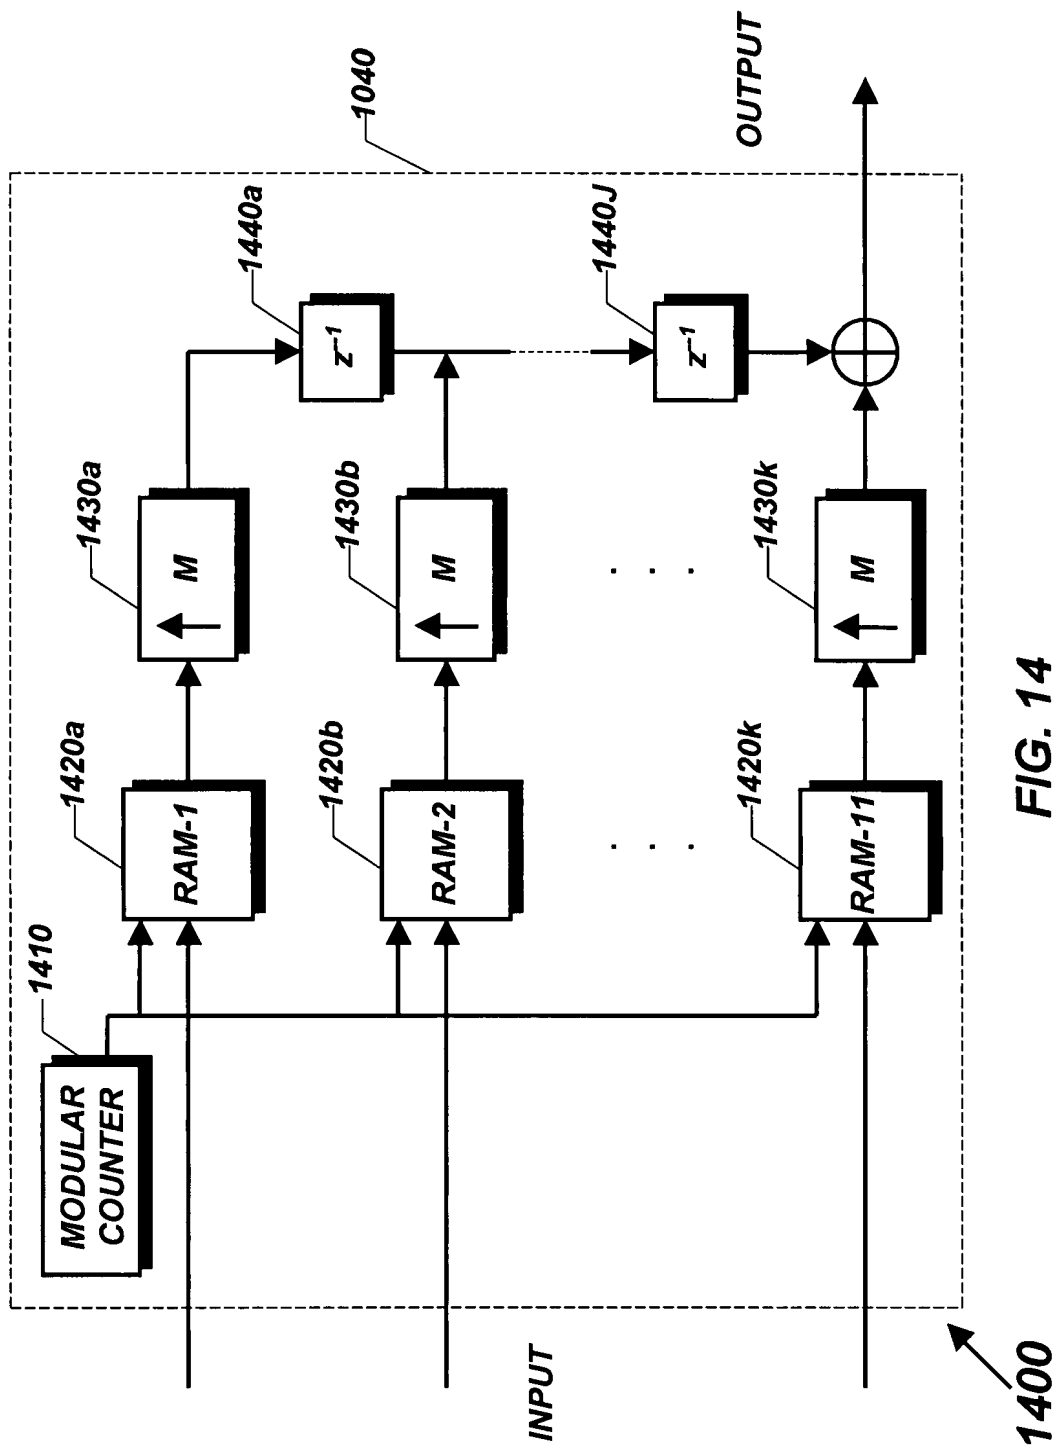 1040
1410
MODULAR
COUNTER
1420a
RAM-1
1430a
M
1440a
z⁻¹
1420b
RAM-2
1430b
M
. . .
. . .
1440J
z⁻¹
INPUT
OUTPUT
1420k
RAM-11
1430k
M
1400
FIG. 14